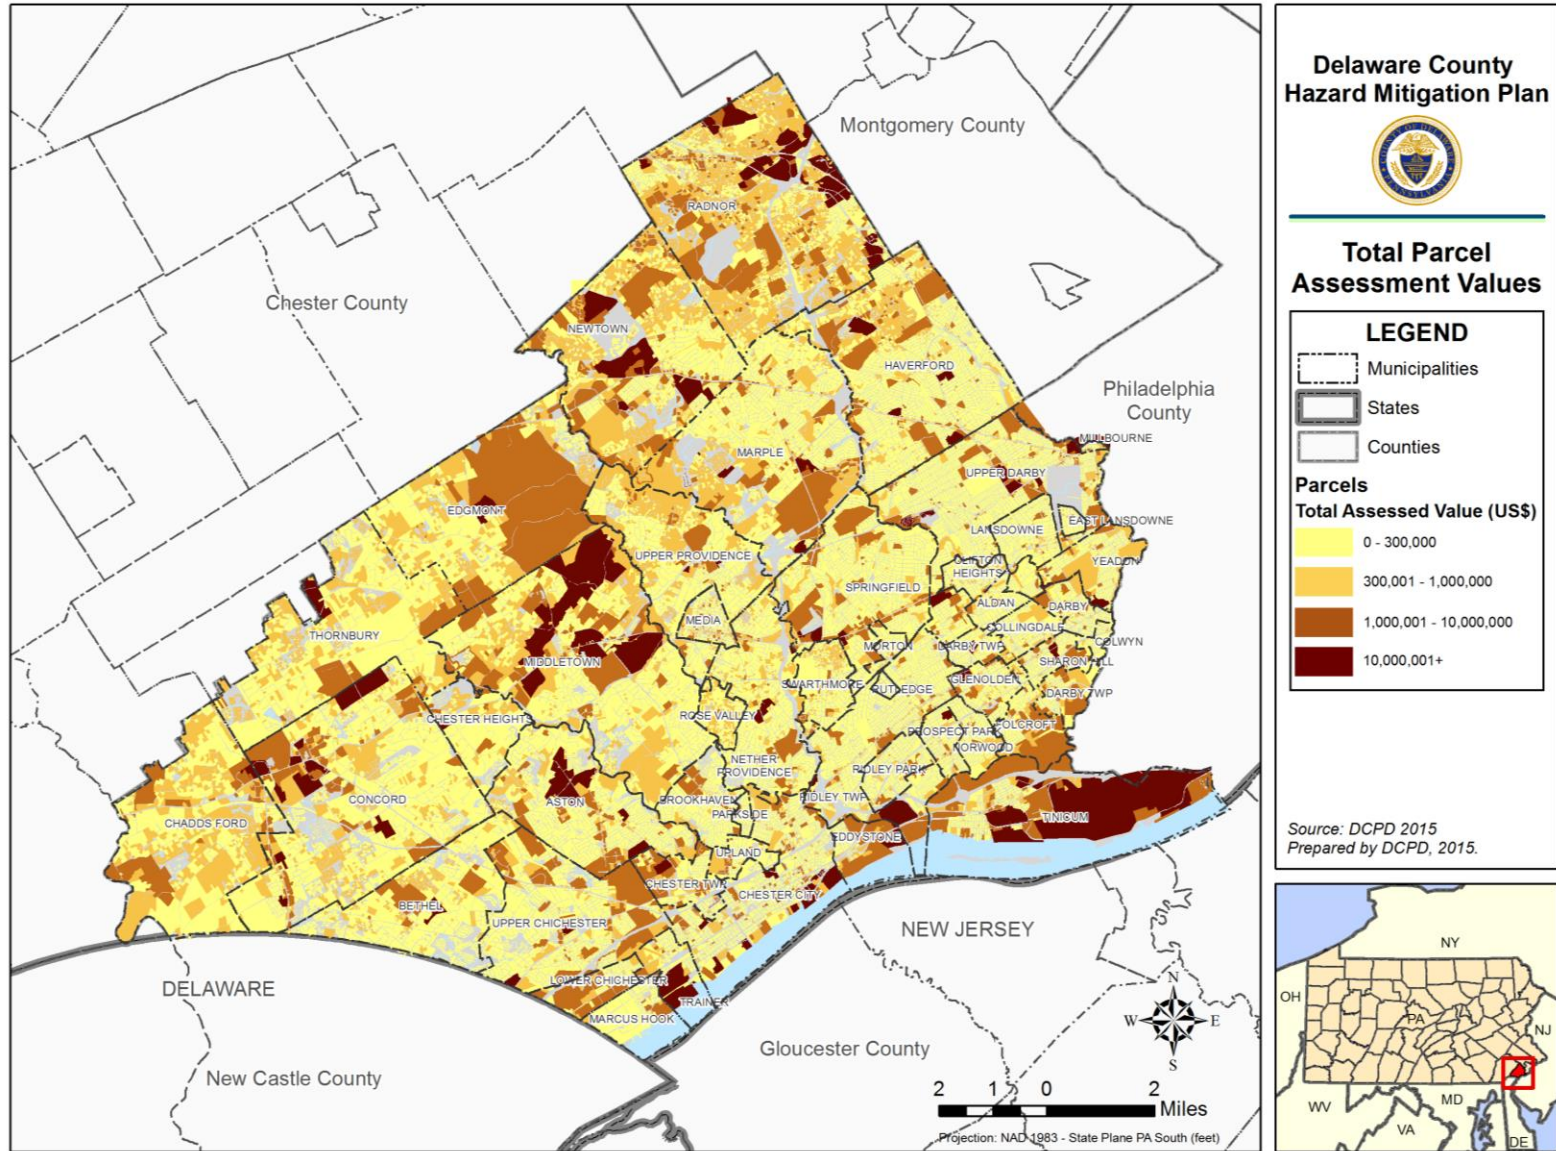 Montgomery County
RADNOR
Chester County
NEWTOWN
HAVERFORD
Philadelphia
County
MILLBOURNE
MARPLE
UPPER DARBY
EDGMONT
EAST LANSDOWNE
LANSDOWNE
UPPER PROVIDENCE
CLIFTON
HEIGHTS
YEADON
SPRINGFIELD
ALDAN
DARBY
MEDIA
COLLINGDALE
THORNBURY
COLWYN
MORTON
DARBY TWP
MIDDLETOWN
SHARON HILL
SWARTHMORE
RUTLEDGE
GLENOLDEN
DARBY TWP
CHESTER HEIGHTS
ROSE VALLEY
FOLCROFT
PROSPECT PARK
NORWOOD
NETHER
PROVIDENCE
RIDLEY PARK
CONCORD
ASTON
BROOKHAVEN
RIDLEY TWP
PARKSIDE
TINICUM
CHADDS FORD
EDDYSTONE
UPLAND
CHESTER TWP
CHESTER CITY
BETHEL
UPPER CHICHESTER
NEW JERSEY
DELAWARE
LOWER CHICHESTER
TRAINER
MARCUS HOOK
Gloucester County
New Castle County
N
W
E
S
2 1 0 2
Miles
Projection: NAD 1983 - State Plane PA South (feet)
Delaware County
Hazard Mitigation Plan
COUNTY OF DELAWARE
PENNSYLVANIA
Total Parcel
Assessment Values
LEGEND
Municipalities
States
Counties
Parcels
Total Assessed Value (US$)
0 - 300,000
300,001 - 1,000,000
1,000,001 - 10,000,000
10,000,001+
Source: DCPD 2015
Prepared by DCPD, 2015.
NY
OH
PA
NJ
WV
MD
VA
DE